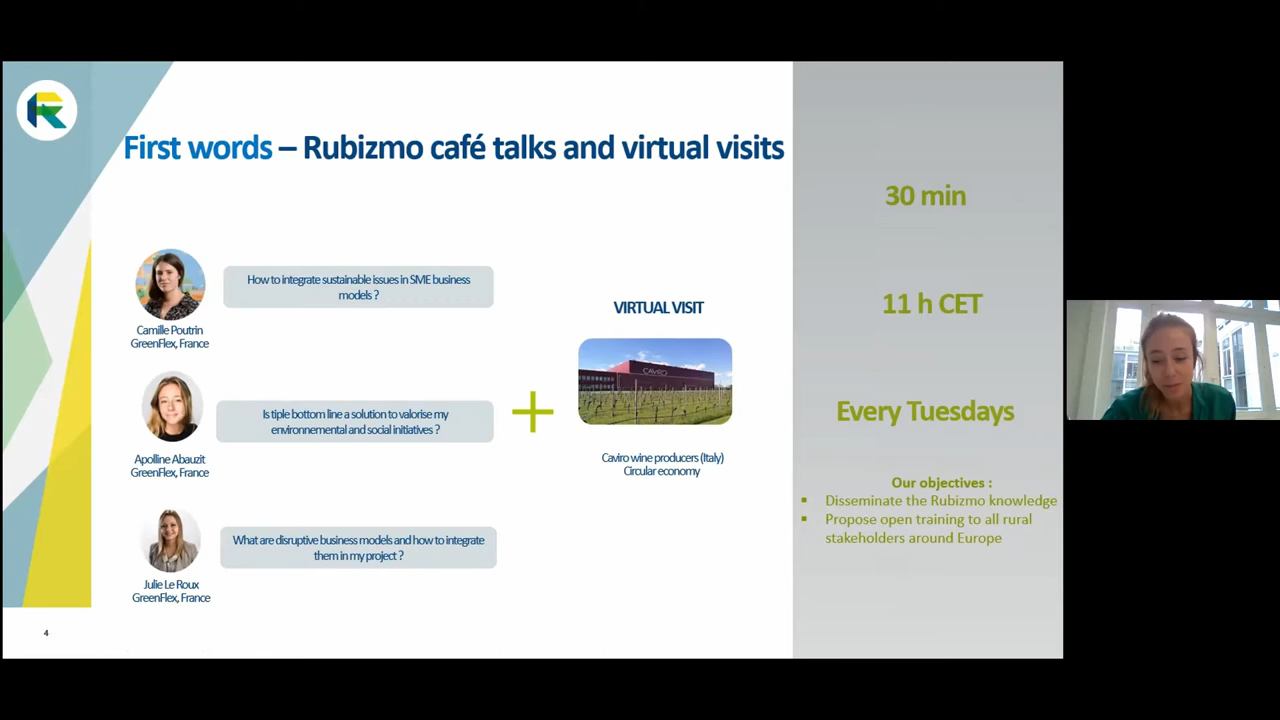 First words – Rubizmo café talks and virtual visits
Camille Poutrin
GreenFlex, France
How to integrate sustainable issues in SME business
models ?
Apolline Abauzit
GreenFlex, France
Is tiple bottom line a solution to valorise my
environnemental and social initiatives ?
Julie Le Roux
GreenFlex, France
What are disruptive business models and how to integrate
them in my project ?
VIRTUAL VISIT
CAVIRO
Caviro wine producers (Italy)
Circular economy
30 min
11 h CET
Every Tuesdays
Our objectives :
▪ Disseminate the Rubizmo knowledge
▪ Propose open training to all rural
stakeholders around Europe
4